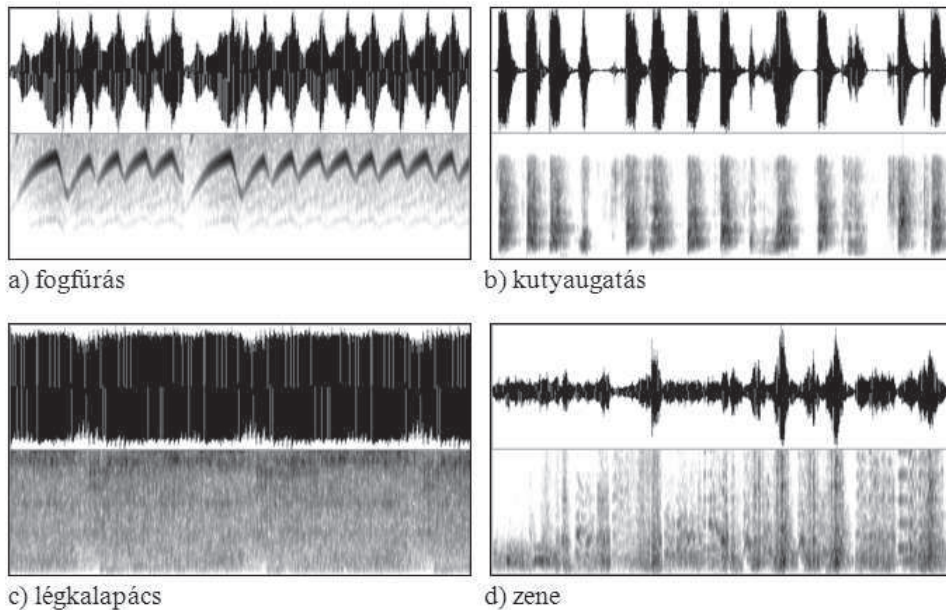 a) fogfúrás
b) kutyaugatás
c) légkalapács
d) zene